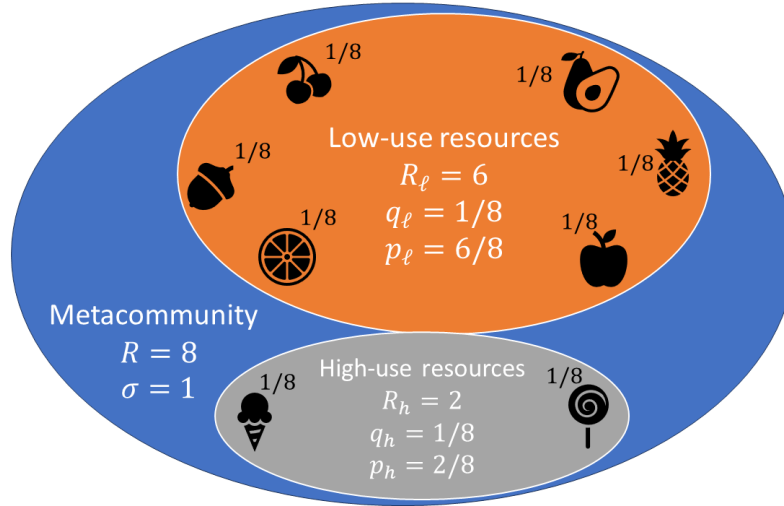 1/8
1/8
1/8
1/8
Low-use resources
R_ℓ = 6
q_ℓ = 1/8
p_ℓ = 6/8
1/8
1/8
Metacommunity
R = 8
σ = 1
High-use resources
1/8
1/8
R_h = 2
q_h = 1/8
p_h = 2/8